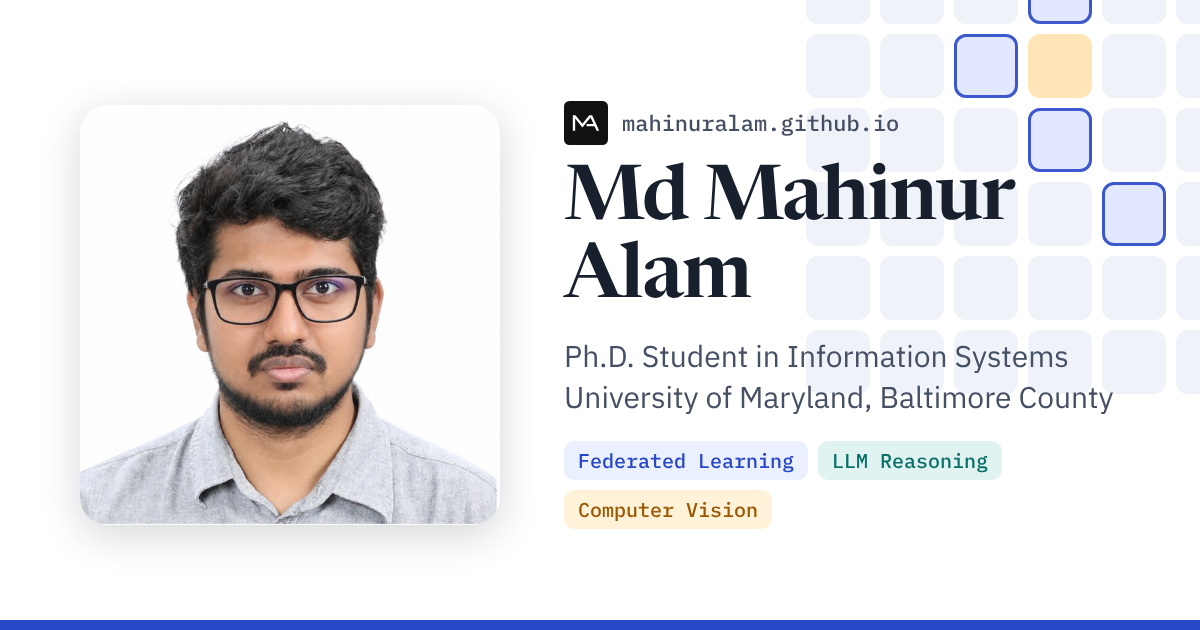 MA
mahinuralam.github.io
Md Mahinur
Alam
Ph.D. Student in Information Systems
University of Maryland, Baltimore County
Federated Learning
LLM Reasoning
Computer Vision